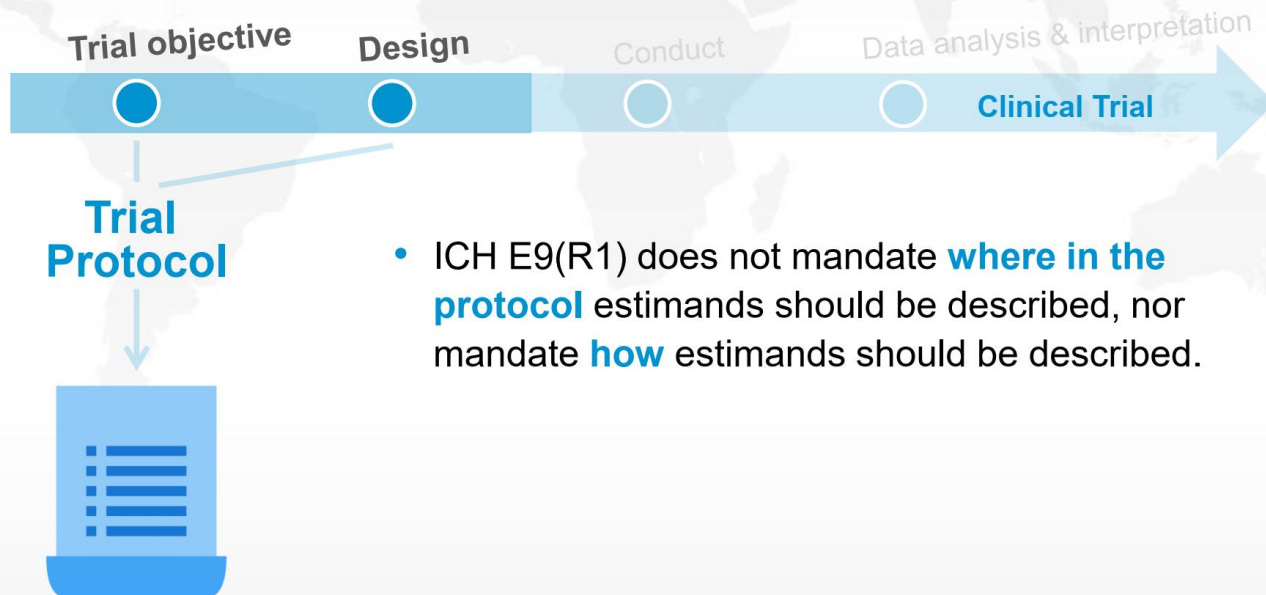 Trial objective
Design
Conduct
Data analysis & interpretation
Clinical Trial
Trial
Protocol
• ICH E9(R1) does not mandate where in the
protocol estimands should be described, nor
mandate how estimands should be described.